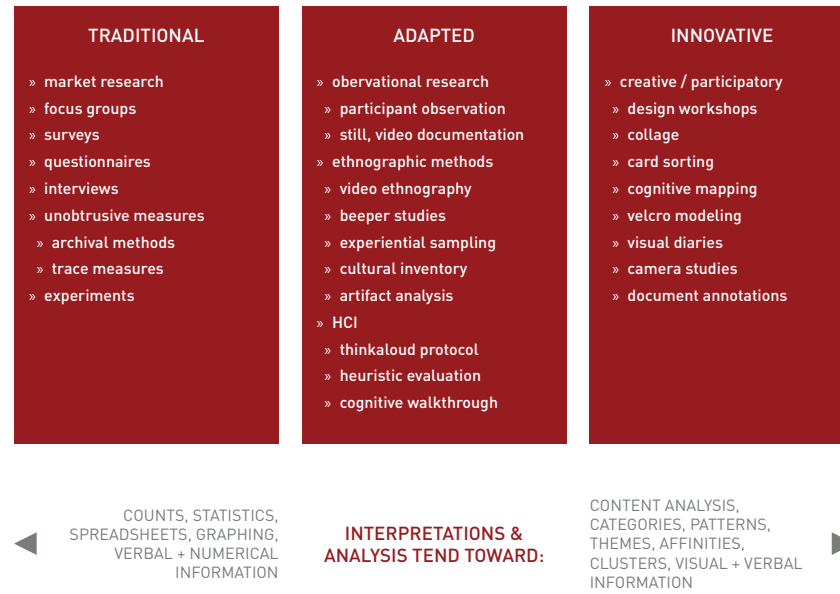 TRADITIONAL
» market research
» focus groups
» surveys
» questionnaires
» interviews
» unobtrusive measures
» archival methods
» trace measures
» experiments
ADAPTED
» obervational research
» participant observation
» still, video documentation
» ethnographic methods
» video ethnography
» beeper studies
» experiential sampling
» cultural inventory
» artifact analysis
» HCI
» thinkaloud protocol
» heuristic evaluation
» cognitive walkthrough
INNOVATIVE
» creative / participatory
» design workshops
» collage
» card sorting
» cognitive mapping
» velcro modeling
» visual diaries
» camera studies
» document annotations
COUNTS, STATISTICS,
SPREADSHEETS, GRAPHING,
VERBAL + NUMERICAL
INFORMATION
INTERPRETATIONS &
ANALYSIS TEND TOWARD:
CONTENT ANALYSIS,
CATEGORIES, PATTERNS,
THEMES, AFFINITIES,
CLUSTERS, VISUAL + VERBAL
INFORMATION